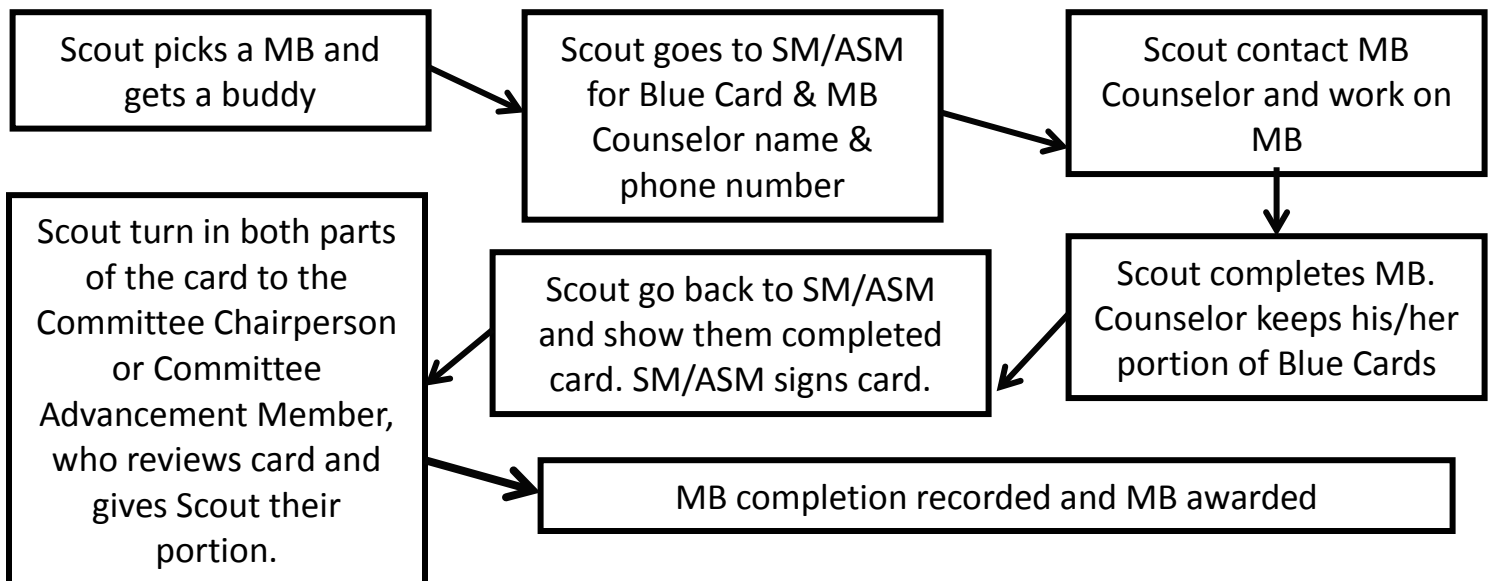 Scout picks a MB and
gets a buddy
Scout goes to SM/ASM
for Blue Card & MB
Counselor name &
phone number
Scout contact MB
Counselor and work on
MB
Scout completes MB.
Counselor keeps his/her
portion of Blue Cards
Scout go back to SM/ASM
and show them completed
card. SM/ASM signs card.
Scout turn in both parts
of the card to the
Committee Chairperson
or Committee
Advancement Member,
who reviews card and
gives Scout their
portion.
MB completion recorded and MB awarded